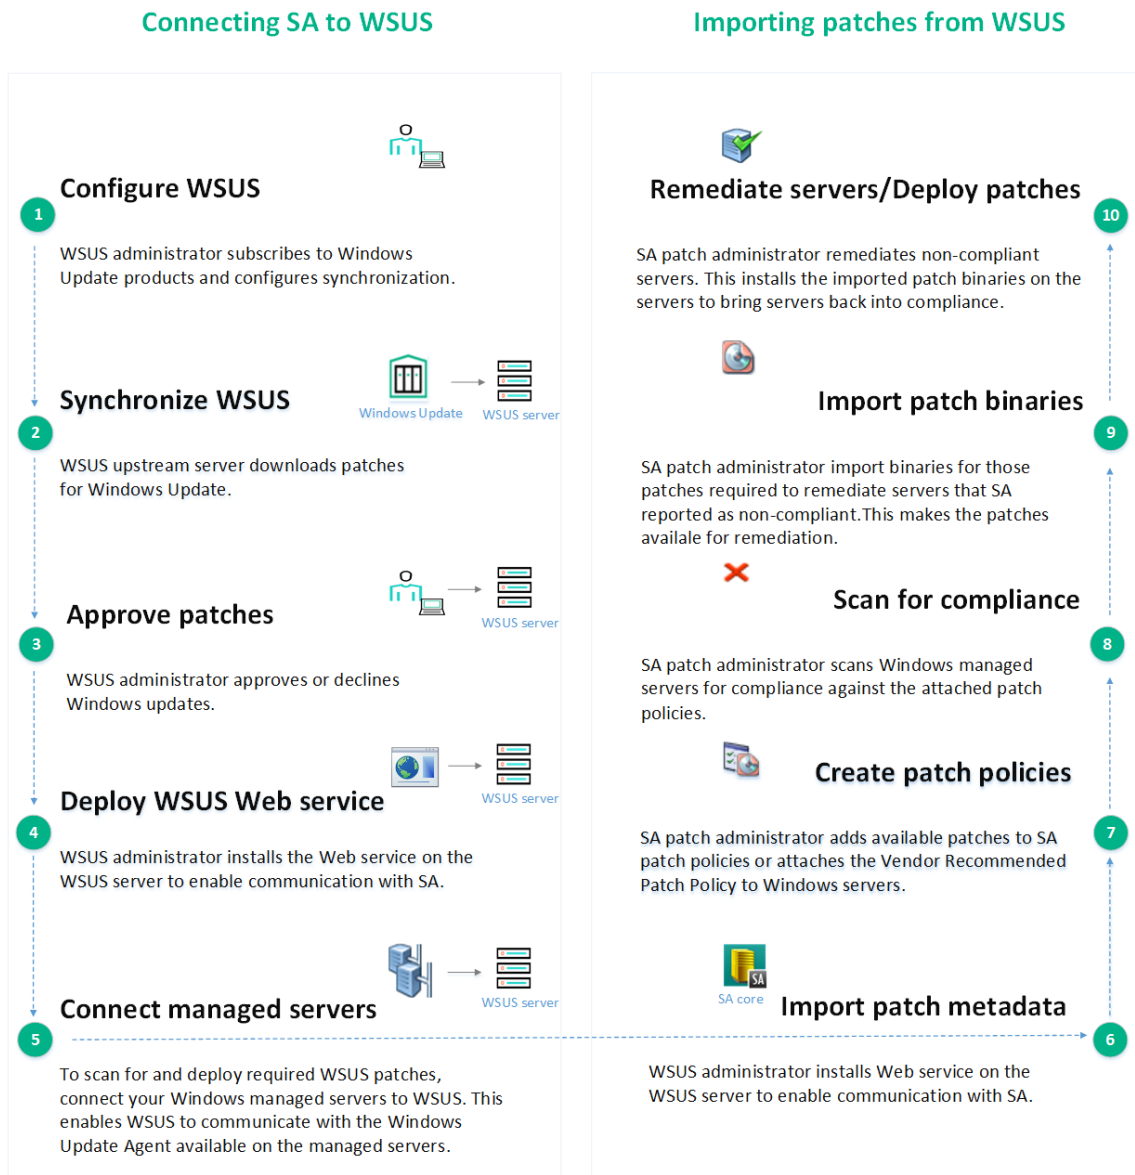 Connecting SA to WSUS
Configure WSUS
1
WSUS administrator subscribes to Windows
Update products and configures synchronization.
Synchronize WSUS
Windows Update
WSUS server
2
WSUS upstream server downloads patches
for Windows Update.
Approve patches
WSUS server
3
WSUS administrator approves or declines
Windows updates.
Deploy WSUS Web service
WSUS server
4
WSUS administrator installs the Web service on the
WSUS server to enable communication with SA.
Connect managed servers
WSUS server
5
To scan for and deploy required WSUS patches,
connect your Windows managed servers to WSUS. This
enables WSUS to communicate with the Windows
Update Agent available on the managed servers.
Importing patches from WSUS
Remediate servers/Deploy patches
10
SA patch administrator remediates non-compliant
servers. This installs the imported patch binaries on the
servers to bring servers back into compliance.
Import patch binaries
9
SA patch administrator import binaries for those
patches required to remediate servers that SA
reported as non-compliant.This makes the patches
availale for remediation.
Scan for compliance
8
SA patch administrator scans Windows managed
servers for compliance against the attached patch
policies.
Create patch policies
7
SA patch administrator adds available patches to SA
patch policies or attaches the Vendor Recommended
Patch Policy to Windows servers.
SA
SA core
Import patch metadata
6
WSUS administrator installs Web service on the
WSUS server to enable communication with SA.